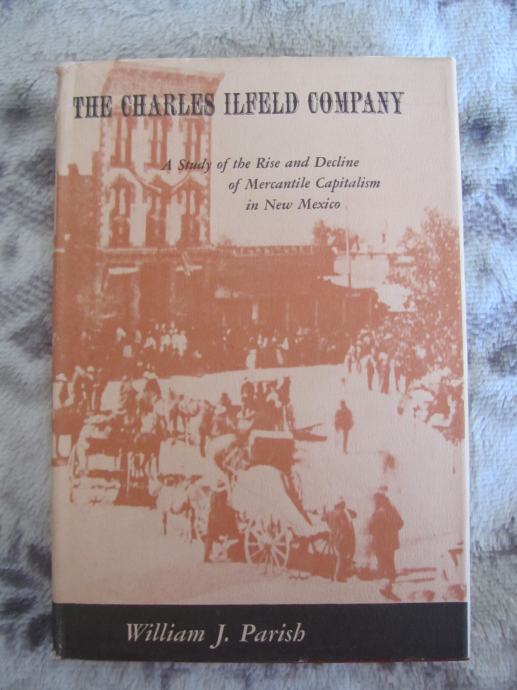 THE CHARLES ILFELD COMPANY
A Study of the Rise and Decline
of Mercantile Capitalism
in New Mexico
William J. Parish